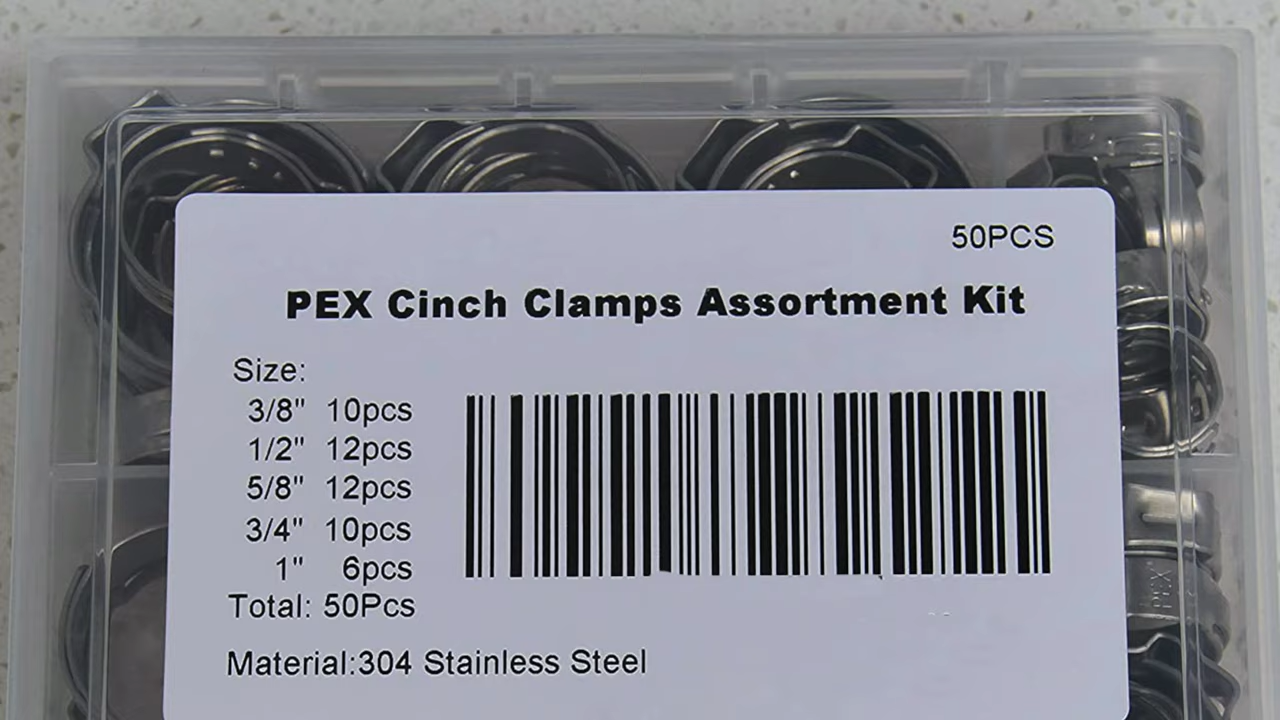 50PCS
PEX Cinch Clamps Assortment Kit
Size:
3/8" 10pcs
1/2" 12pcs
5/8" 12pcs
3/4" 10pcs
1" 6pcs
Total: 50Pcs
Material:304 Stainless Steel
PEX